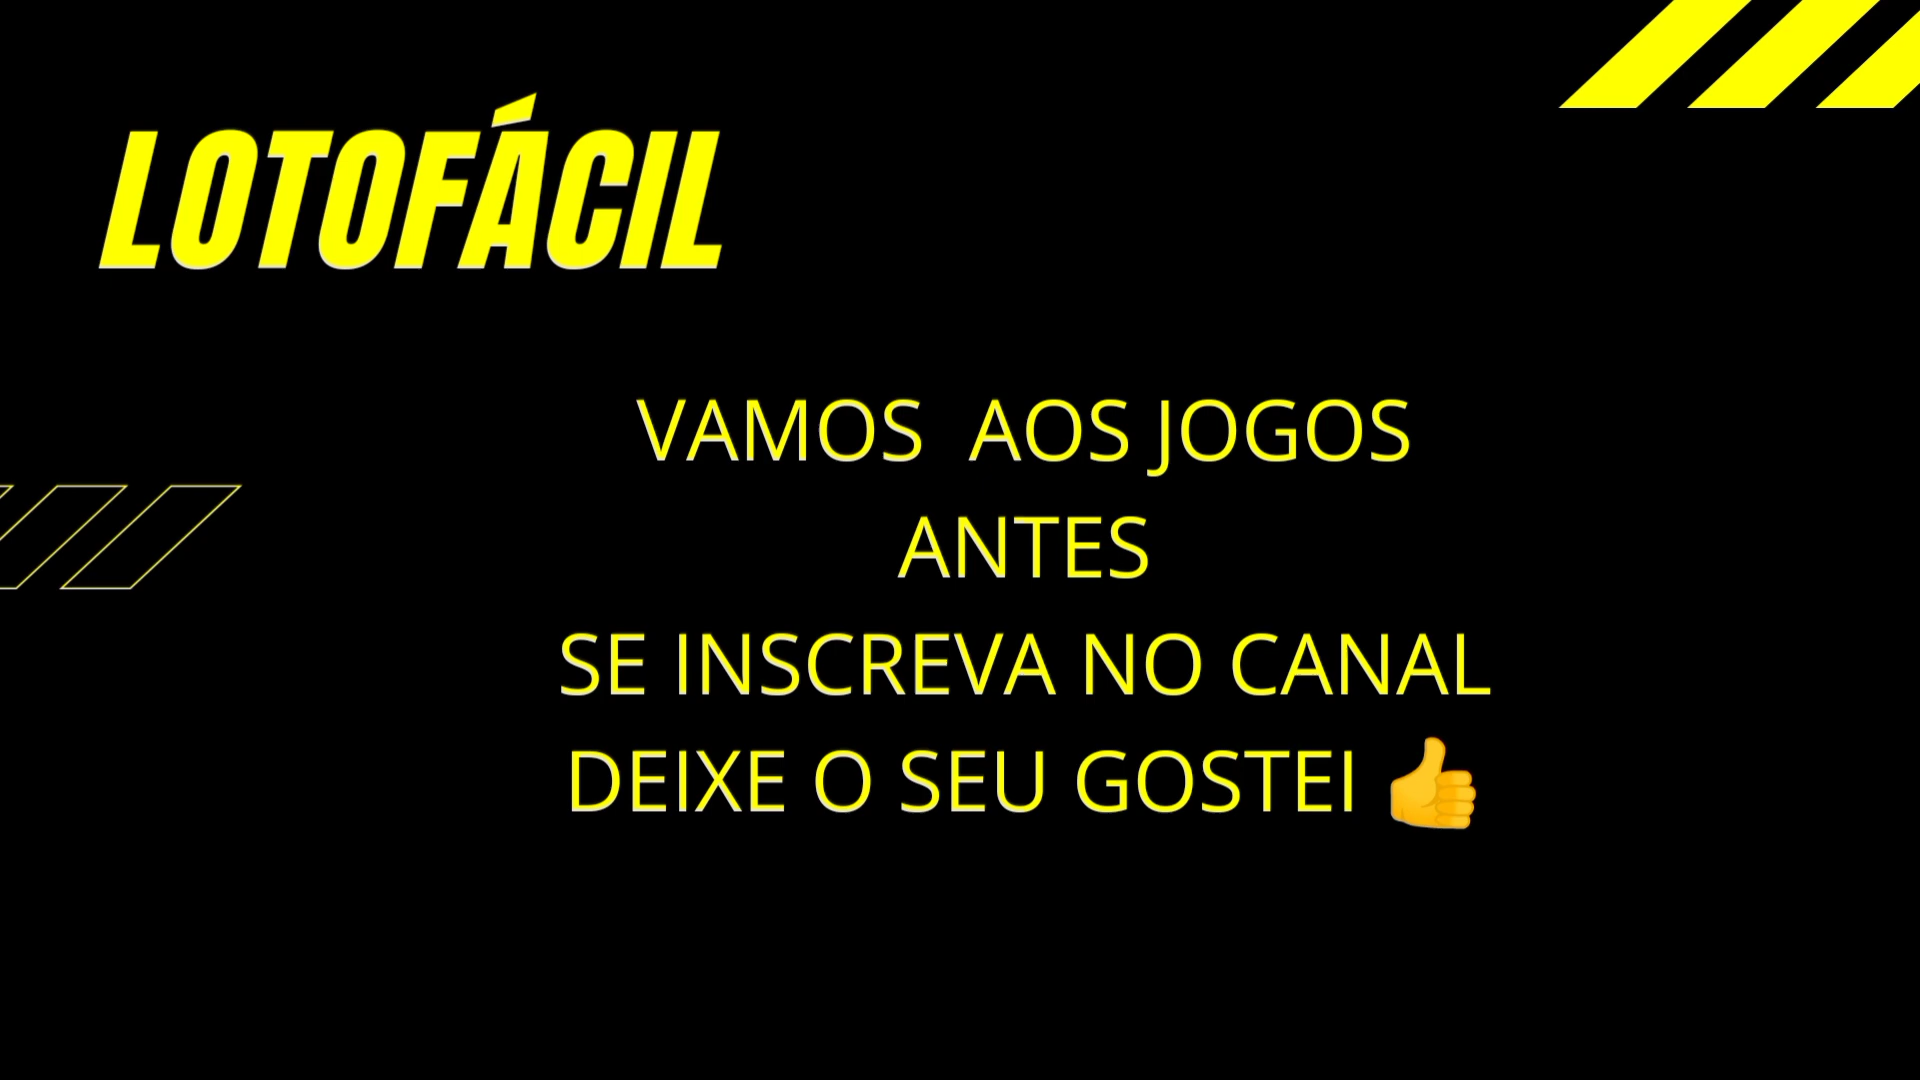 LOTOFÁCIL
VAMOS  AOS JOGOS
ANTES
SE INSCREVA NO CANAL
DEIXE O SEU GOSTEI 👍